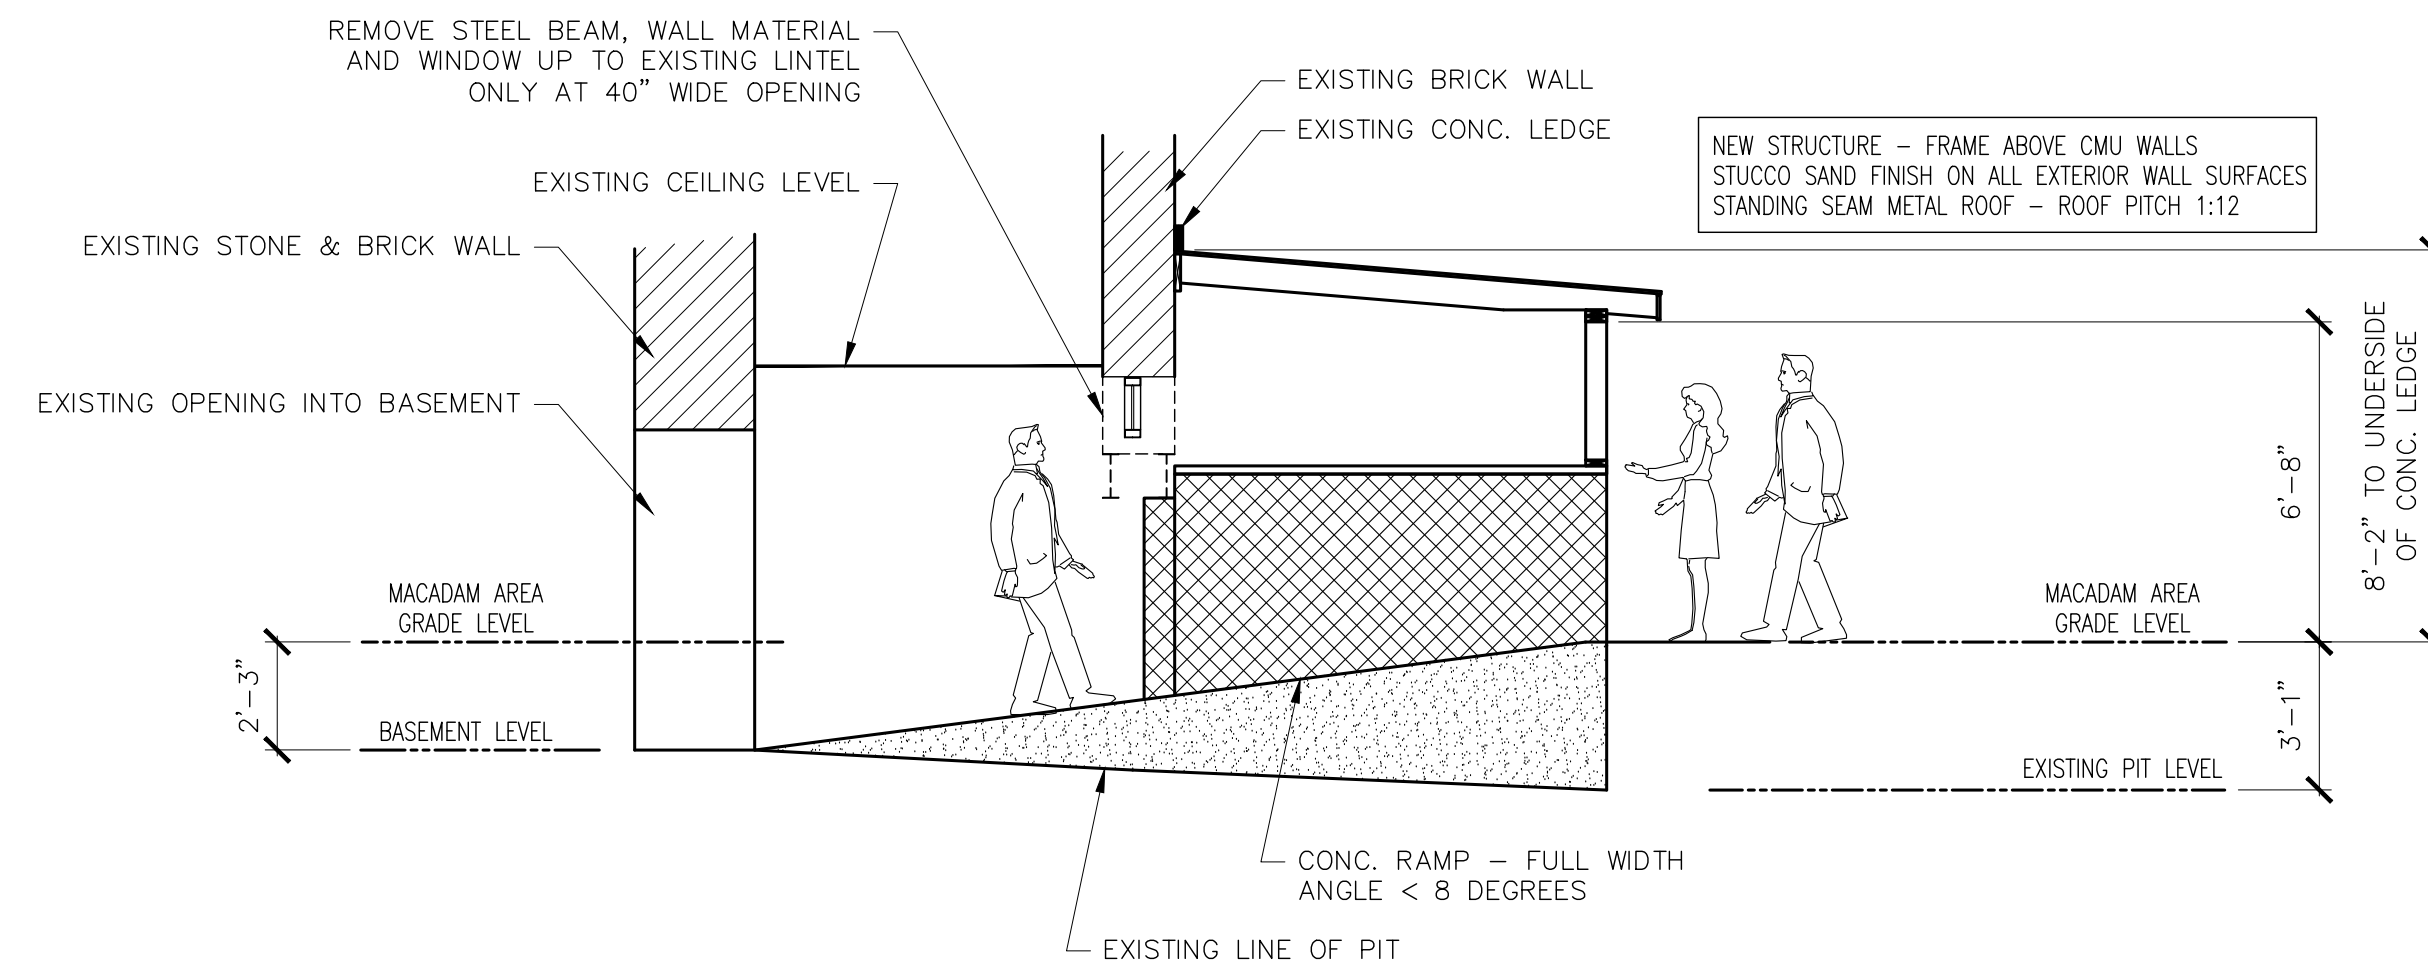 REMOVE STEEL BEAM, WALL MATERIAL
AND WINDOW UP TO EXISTING LINTEL
ONLY AT 40” WIDE OPENING
EXISTING BRICK WALL
EXISTING CONC. LEDGE
NEW STRUCTURE – FRAME ABOVE CMU WALLS
STUCCO SAND FINISH ON ALL EXTERIOR WALL SURFACES
STANDING SEAM METAL ROOF – ROOF PITCH 1:12
EXISTING CEILING LEVEL
EXISTING STONE & BRICK WALL
EXISTING OPENING INTO BASEMENT
MACADAM AREA
GRADE LEVEL
2’–3”
BASEMENT LEVEL
MACADAM AREA
GRADE LEVEL
6’–8”
8’–2” TO UNDERSIDE
OF CONC. LEDGE
3’–1”
EXISTING PIT LEVEL
CONC. RAMP – FULL WIDTH
ANGLE < 8 DEGREES
EXISTING LINE OF PIT